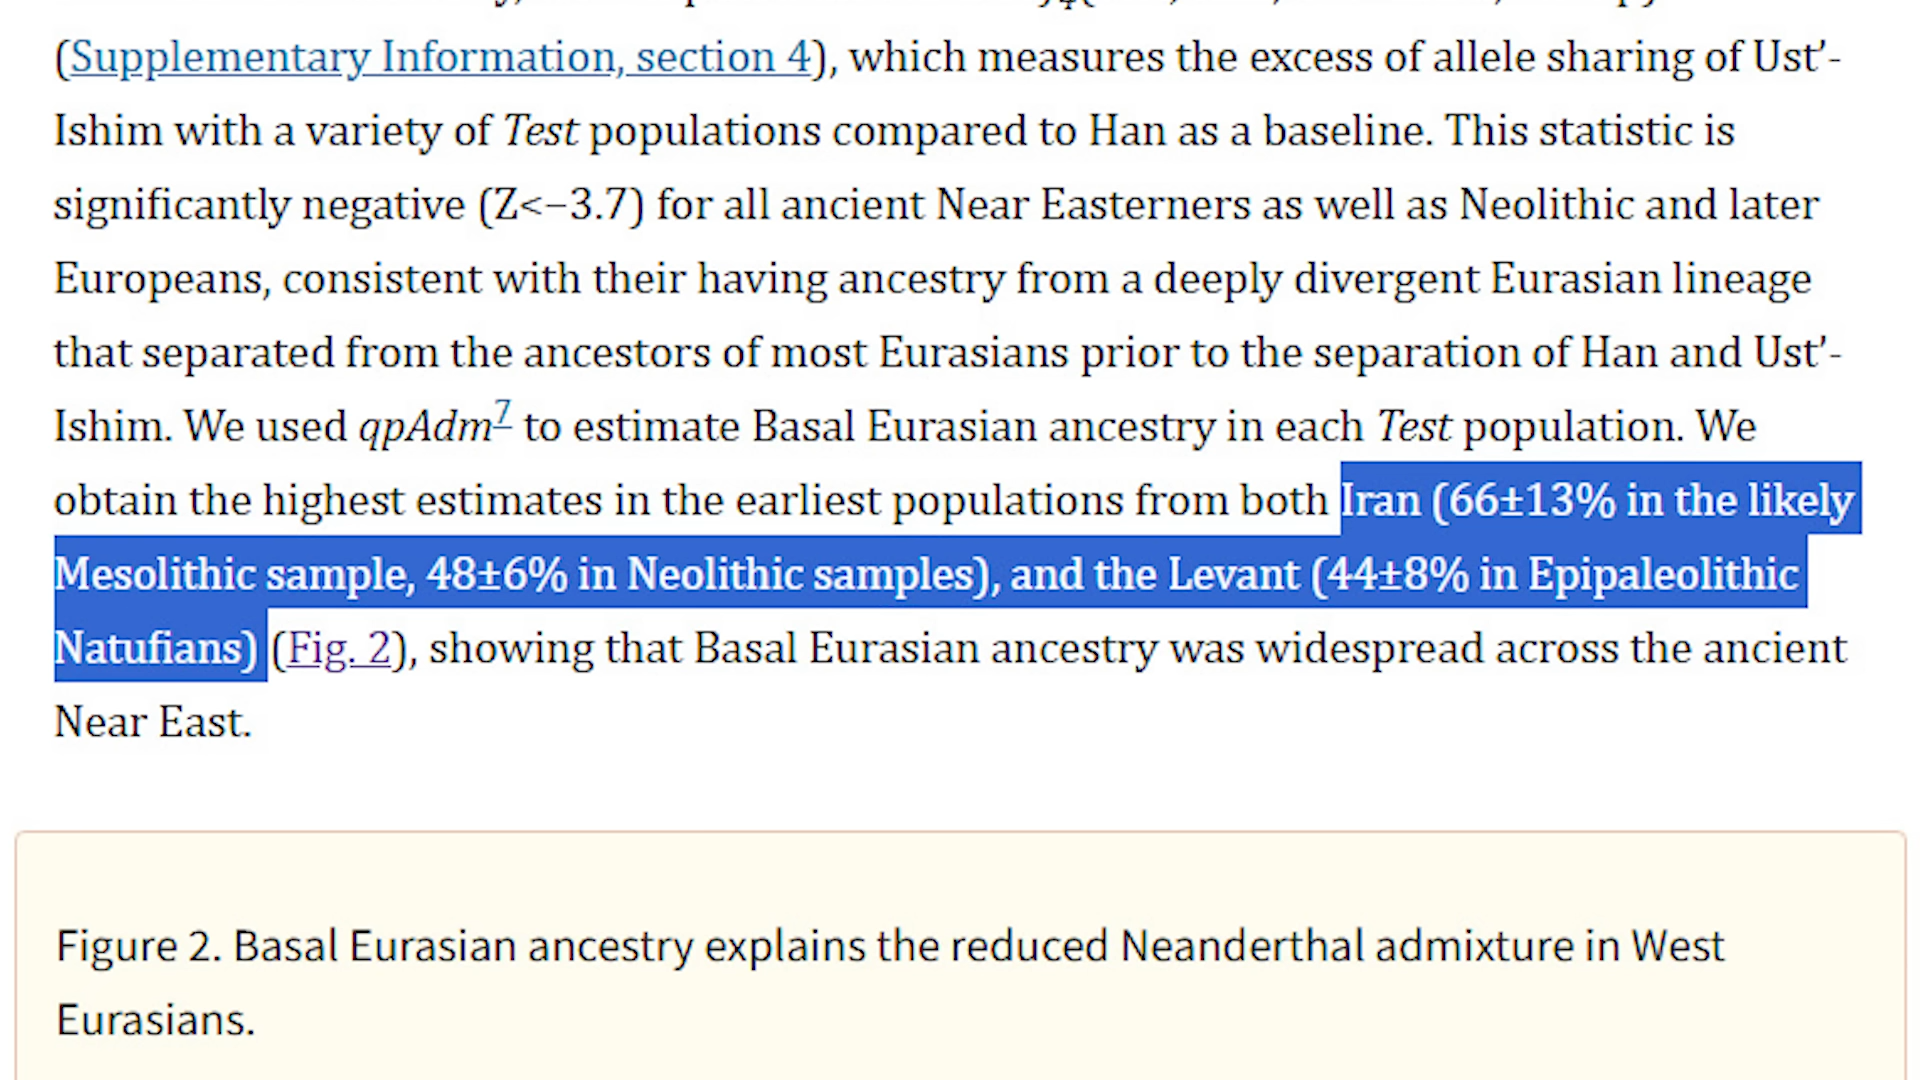 (Supplementary Information, section 4), which measures the excess of allele sharing of Ust’-
Ishim with a variety of Test populations compared to Han as a baseline. This statistic is
significantly negative (Z<−3.7) for all ancient Near Easterners as well as Neolithic and later
Europeans, consistent with their having ancestry from a deeply divergent Eurasian lineage
that separated from the ancestors of most Eurasians prior to the separation of Han and Ust’-
Ishim. We used qpAdm7 to estimate Basal Eurasian ancestry in each Test population. We
obtain the highest estimates in the earliest populations from both Iran (66±13% in the likely
Mesolithic sample, 48±6% in Neolithic samples), and the Levant (44±8% in Epipaleolithic
Natufians) (Fig. 2), showing that Basal Eurasian ancestry was widespread across the ancient
Near East.
Figure 2. Basal Eurasian ancestry explains the reduced Neanderthal admixture in West
Eurasians.